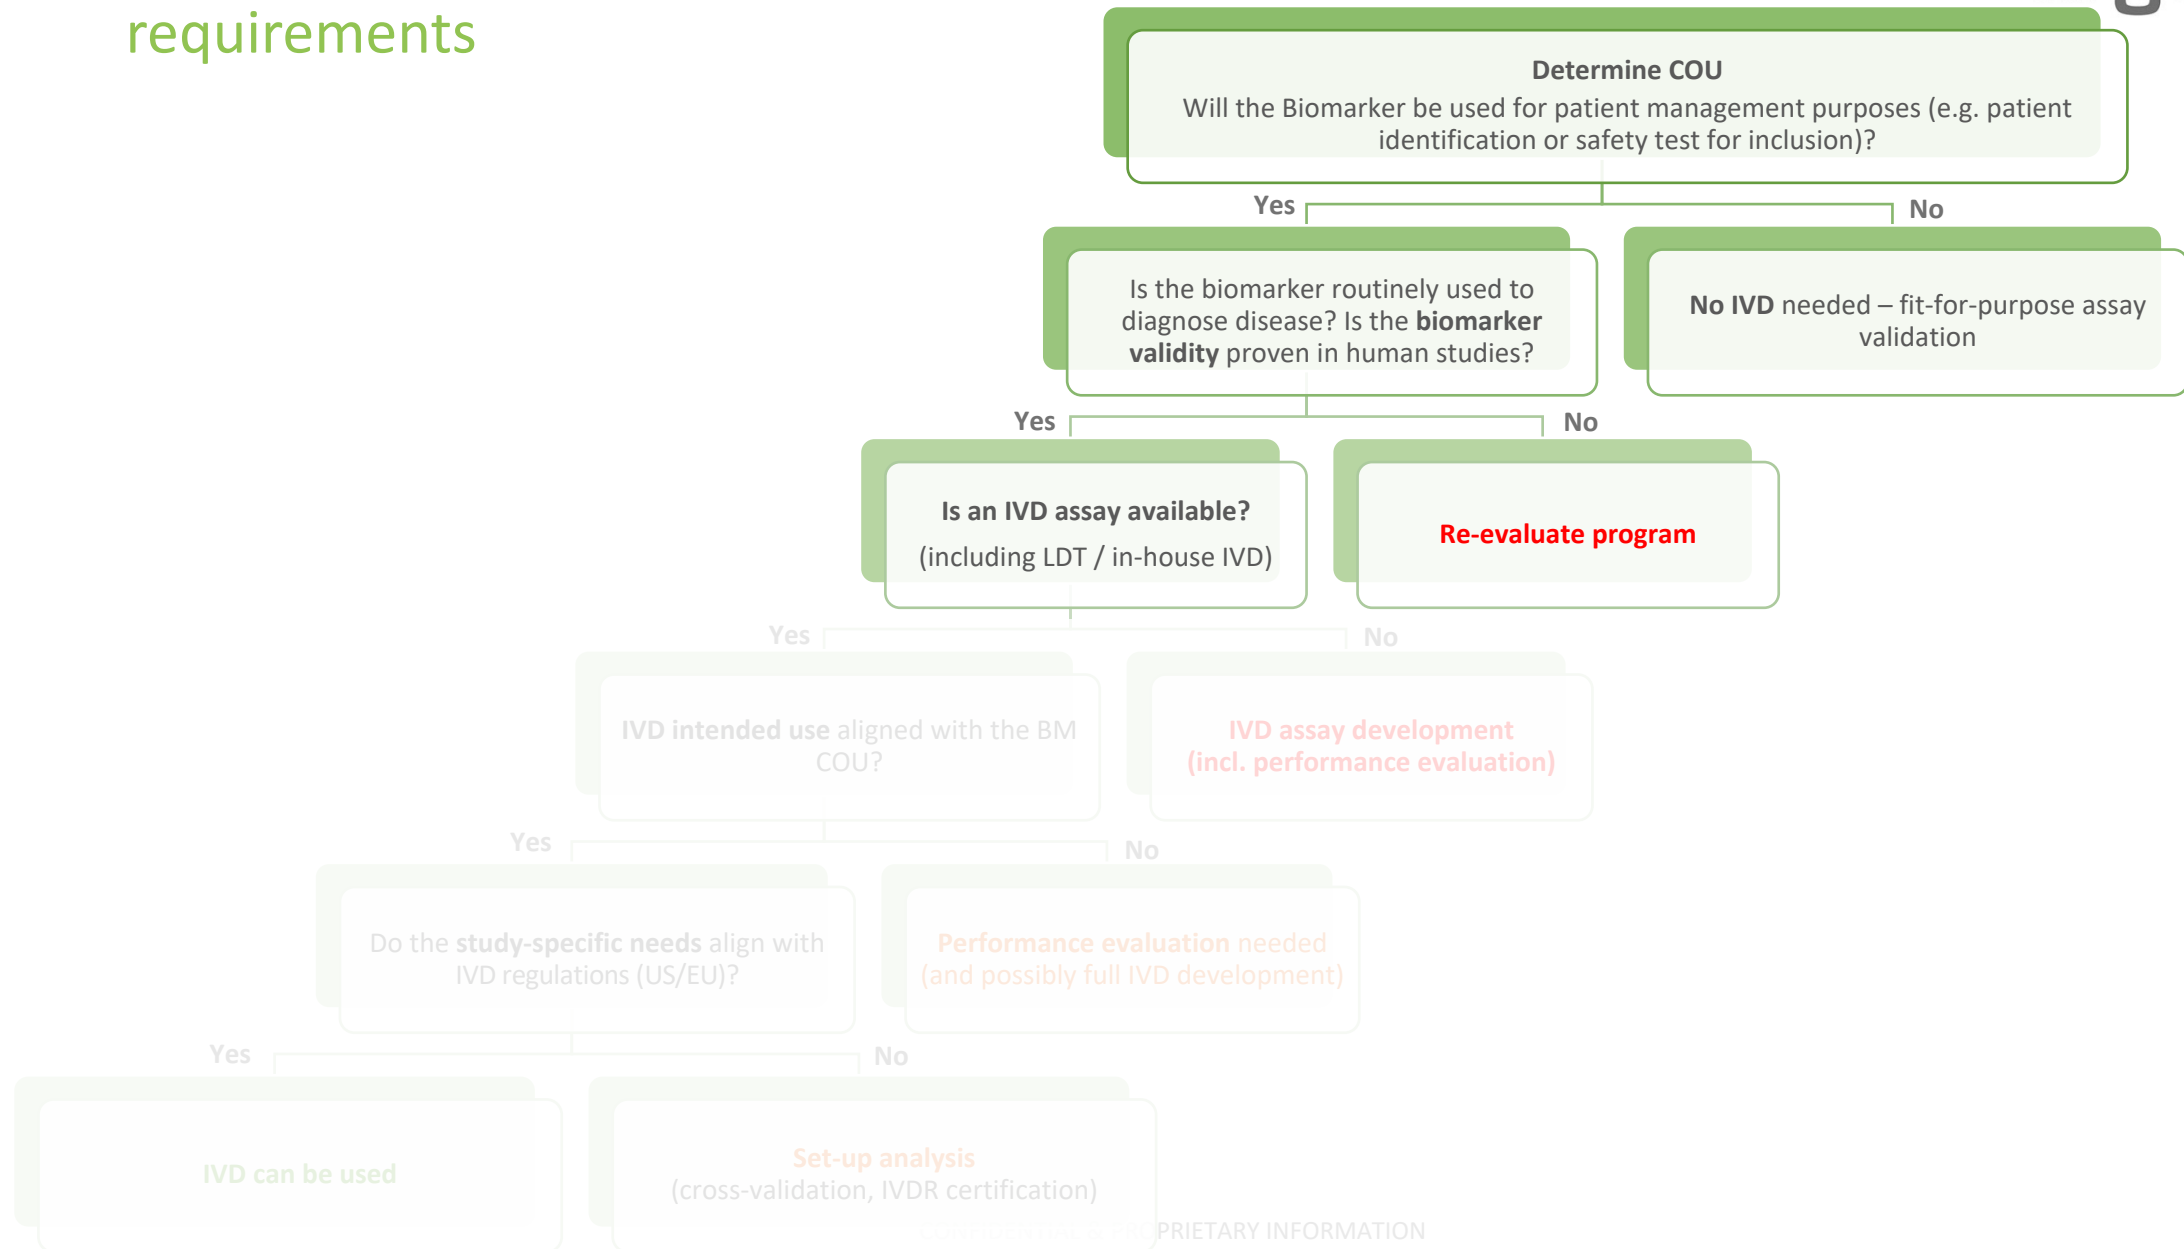 requirements
Determine COU
Will the Biomarker be used for patient management purposes (e.g. patient
identification or safety test for inclusion)?
Yes
No
Is the biomarker routinely used to
diagnose disease? Is the biomarker
validity proven in human studies?
No IVD needed – fit-for-purpose assay
validation
Yes
No
Is an IVD assay available?
(including LDT / in-house IVD)
Re-evaluate program
Yes
No
IVD intended use aligned with the BM
COU?
IVD assay development
(incl. performance evaluation)
Yes
No
Do the study-specific needs align with
IVD regulations (US/EU)?
Performance evaluation needed
(and possibly full IVD development)
Yes
No
IVD can be used
Set-up analysis
(cross-validation, IVDR certification)
PRIETARY INFORMATION